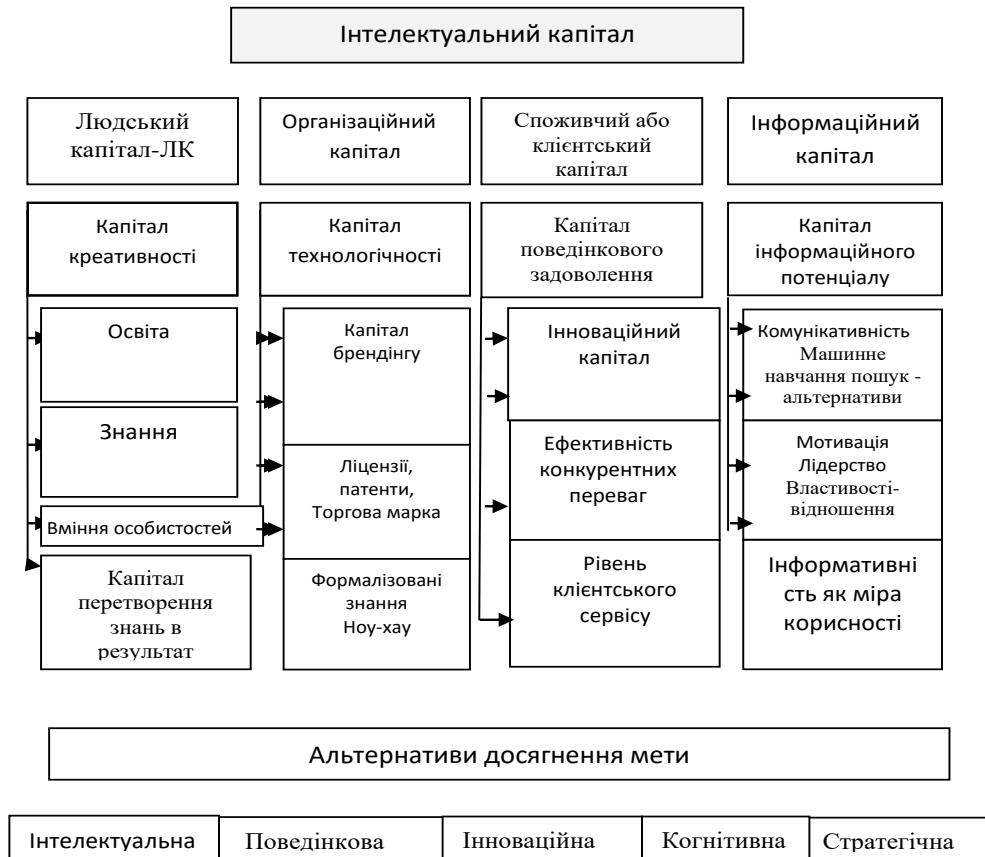 Інтелектуальний капітал
Людський
капітал-ЛК
Організаційний
капітал
Споживчий або
клієнтський
капітал
Інформаційний
капітал
Капітал
креативності
Капітал
технологічності
Капітал
поведінкового
задоволення
Капітал
інформаційного
потенціалу
Освіта
Знання
Вміння особистостей
Капітал
перетворення
знань в
результат
Капітал
брендінгу
Ліцензії,
патенти,
Торгова марка
Формалізовані
знання
Ноу-хау
Інноваційний
капітал
Ефективність
конкурентних
переваг
Рівень
клієнтського
сервісу
Комунікативність
Машинне
навчання пошук -
альтернативи
Мотивація
Лідерство
Властивості-
відношення
Інформативні
сть як міра
корисності
Альтернативи досягнення мети
Інтелектуальна
Поведінкова
Інноваційна
Когнітивна
Стратегічна